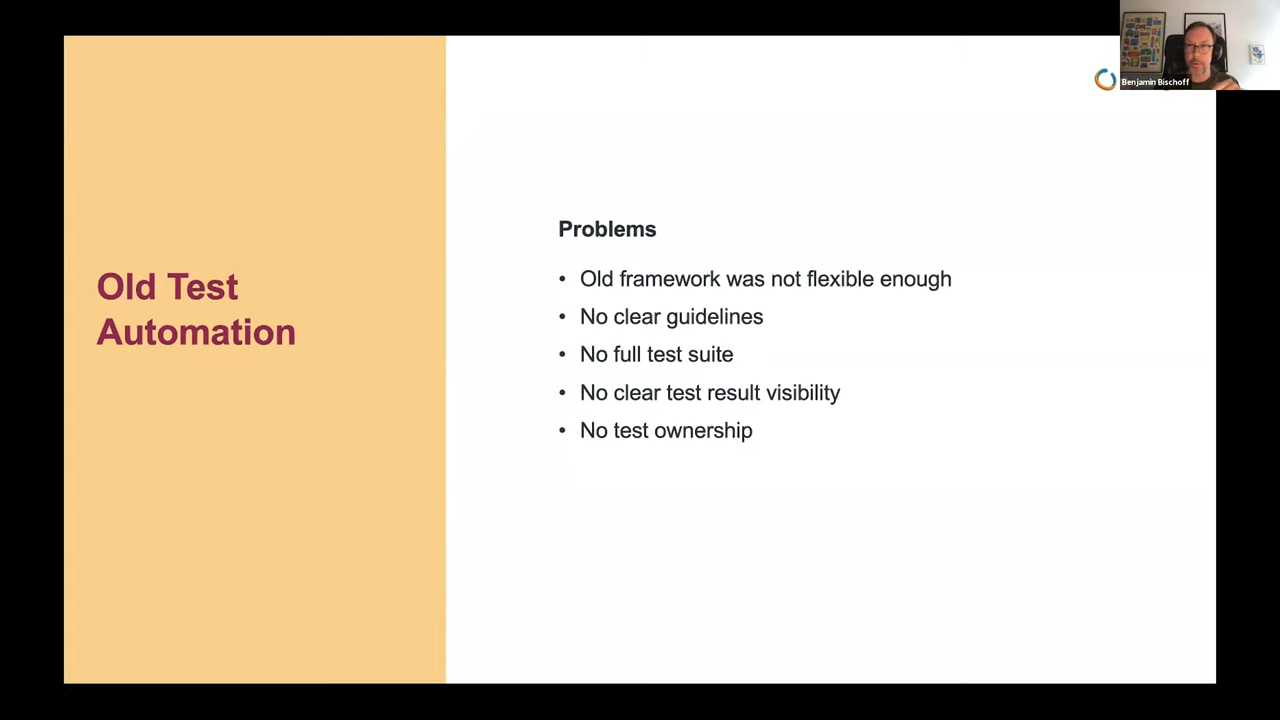 Old Test
Automation
Problems
• Old framework was not flexible enough
• No clear guidelines
• No full test suite
• No clear test result visibility
• No test ownership
Benjamin Bischoff